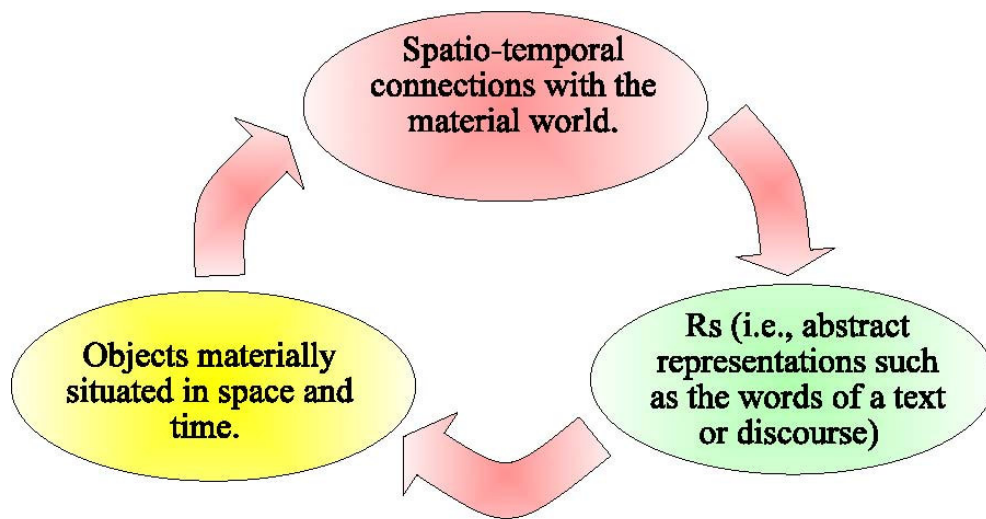 Spatio-temporal
connections with the
material world.
Objects materially
situated in space and
time.
Rs (i.e., abstract
representations such
as the words of a text
or discourse)